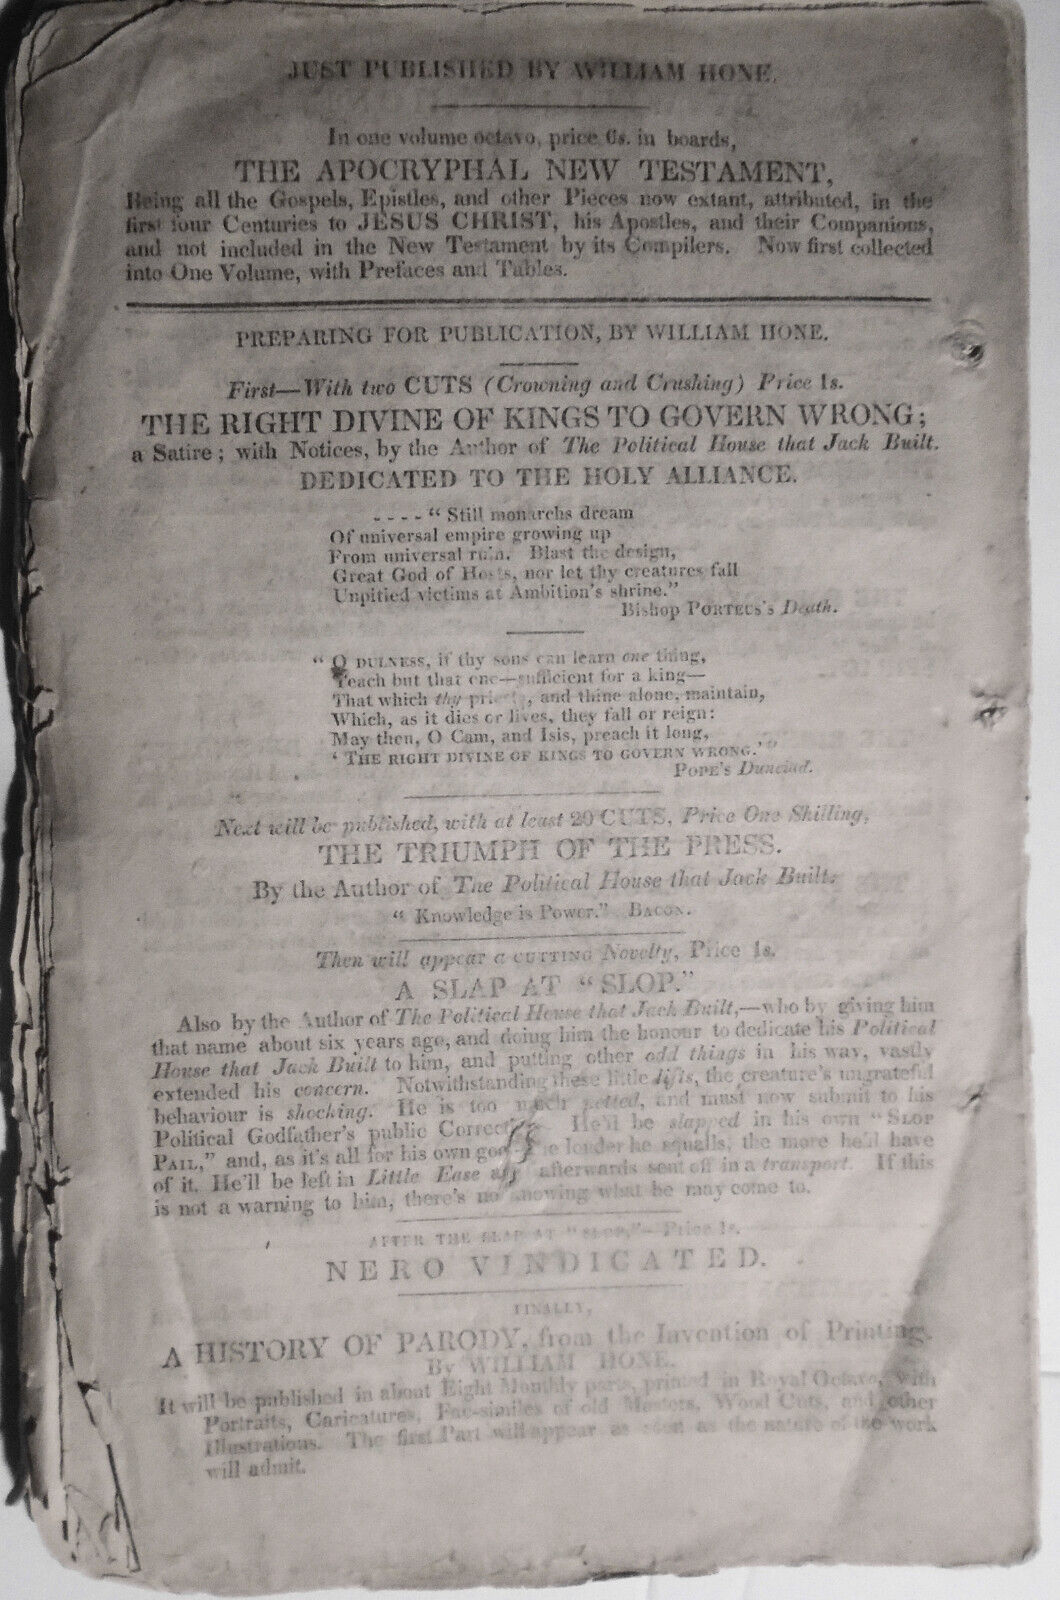 JUST PUBLISHED BY WILLIAM HONE.
In one volume octavo, price 6s. in boards,
THE APOCRYPHAL NEW TESTAMENT,
Being all the Gospels, Epistles, and other Pieces now extant, attributed, in the
first four Centuries to JESUS CHRIST, his Apostles, and their Companions,
and not included in the New Testament by its Compilers. Now first collected
into One Volume, with Prefaces and Tables.
PREPARING FOR PUBLICATION, BY WILLIAM HONE.
First—With two CUTS (Crowning and Crushing) Price 1s.
THE RIGHT DIVINE OF KINGS TO GOVERN WRONG;
a Satire; with Notices, by the Author of The Political House that Jack Built.
DEDICATED TO THE HOLY ALLIANCE.
- - - - “ Still monarchs dream
Of universal empire growing up
From universal ruin. Blast the design,
Great God of Hosts, nor let thy creatures fall
Unpitied victims at Ambition's shrine.”
Bishop PORTEUS'S Death.
“ O DULNESS, if thy sons can learn one thing,
Teach but that one—sufficient for a king—
That which thy priests, and thine alone, maintain,
Which, as it dies or lives, they fall or reign:
May then, O Cam, and Isis, preach it long,
‘ THE RIGHT DIVINE OF KINGS TO GOVERN WRONG.’ ”
POPE'S Dunciad.
Next will be published, with at least 20 CUTS, Price One Shilling,
THE TRIUMPH OF THE PRESS.
By the Author of The Political House that Jack Built.
“ Knowledge is Power.” BACON.
Then will appear a CUTTING Novelty, Price 1s.
A SLAP AT “SLOP.”
Also by the Author of The Political House that Jack Built,—who by giving him
that name about six years ago, and doing him the honour to dedicate his Political
House that Jack Built to him, and putting other odd things in his way, vastly
extended his concern. Notwithstanding these little lifts, the creature's ungrateful
behaviour is shocking. He is too much petted, and must now submit to his
Political Godfather's public He'll be slapped in his own “SLOP
PAIL,” and, as it's all for his own louder he squalls, the more he'll have
of it. He'll be left in Little Ease afterwards sent off in a transport. If this
is not a warning to him, there's no knowing what he may come to.
AFTER THE SLAP AT “SLOP,”—Price 1s.
NERO VINDICATED.
FINALLY,
A HISTORY OF PARODY, from the Invention of Printing.
By WILLIAM HONE.
It will be published in about Eight Monthly parts, printed in Royal Octavo, with
Portraits, Caricatures, Fac-similes of old Masters, Wood Cuts, and other
Illustrations. The first Part will appear as soon as the nature of the work
will admit.